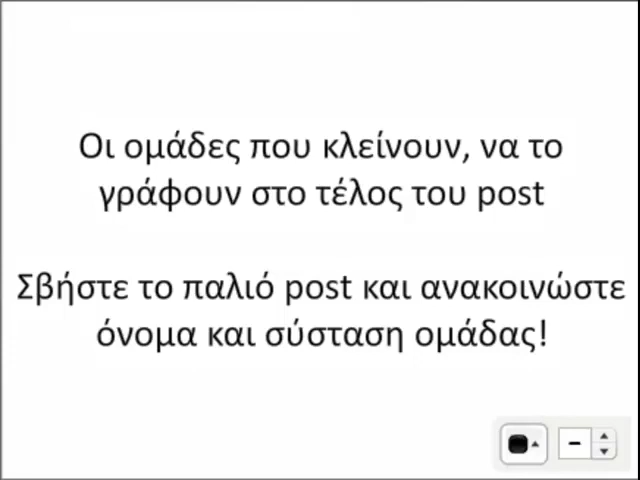 Οι ομάδες που κλείνουν, να το
γράφουν στο τέλος του post
Σβήστε το παλιό post και ανακοινώστε
όνομα και σύσταση ομάδας!